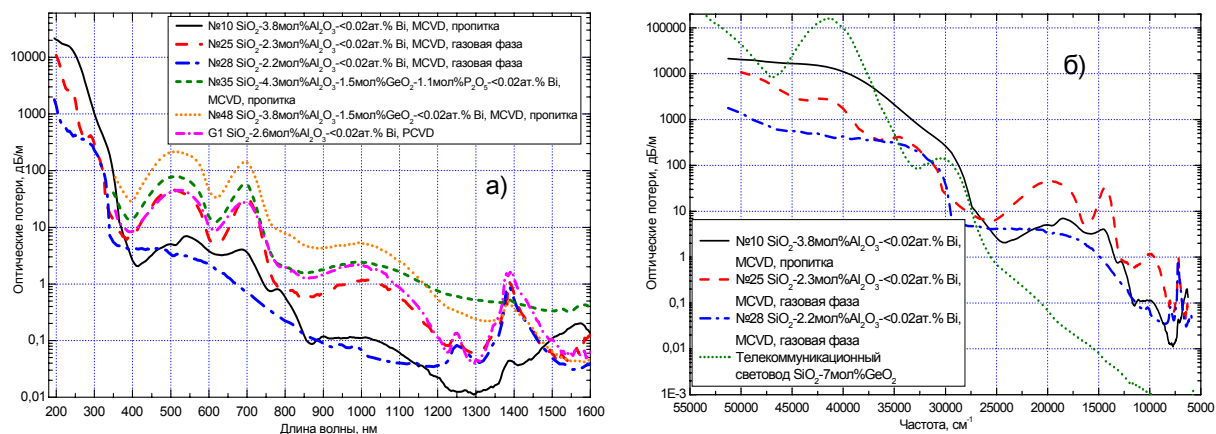 №10 SiO2-3.8мол%Al2O3-<0.02ат.% Bi, MCVD, пропитка
№25 SiO2-2.3мол%Al2O3-<0.02ат.% Bi, MCVD, газовая фаза
№28 SiO2-2.2мол%Al2O3-<0.02ат.% Bi, MCVD, газовая фаза
№35 SiO2-4.3мол%Al2O3-1.5мол%GeO2-1.1мол%P2O5-<0.02ат.% Bi,
MCVD, пропитка
№48 SiO2-3.8мол%Al2O3-1.5мол%GeO2-<0.02ат.% Bi, MCVD, пропитка
G1 SiO2-2.6мол%Al2O3-<0.02ат.% Bi, PCVD
а)
Оптические потери, дБ/м
10000
1000
100
10
1
0,1
0,01
200 300 400 500 600 700 800 900 1000 1100 1200 1300 1400 1500 1600
Длина волны, нм
б)
Оптические потери, дБ/м
100000
10000
1000
100
10
1
0,1
0,01
1E-3
№10 SiO2-3.8мол%Al2O3-<0.02ат.% Bi,
MCVD, пропитка
№25 SiO2-2.3мол%Al2O3-<0.02ат.% Bi,
MCVD, газовая фаза
№28 SiO2-2.2мол%Al2O3-<0.02ат.% Bi,
MCVD, газовая фаза
Телекоммуникационный
световод SiO2-7мол%GeO2
55000 50000 45000 40000 35000 30000 25000 20000 15000 10000 5000
Частота, см-1